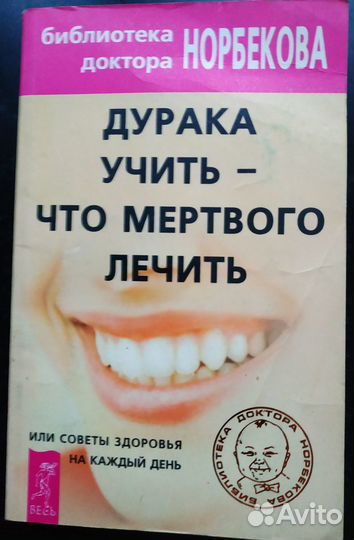 библиотека
доктора НОРБЕКОВА
ДУРАКА
УЧИТЬ –
ЧТО МЕРТВОГО
ЛЕЧИТЬ
ИЛИ СОВЕТЫ ЗДОРОВЬЯ
НА КАЖДЫЙ ДЕНЬ
БИБЛИОТЕКА ДОКТОРА НОРБЕКОВА
ВЕСЬ
Avito